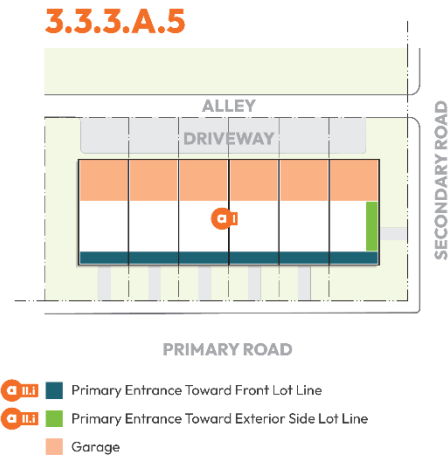 3.3.3.A.5
ALLEY
DRIVEWAY
SECONDARY ROAD
a I
PRIMARY ROAD
a II.i Primary Entrance Toward Front Lot Line
a II.i Primary Entrance Toward Exterior Side Lot Line
Garage